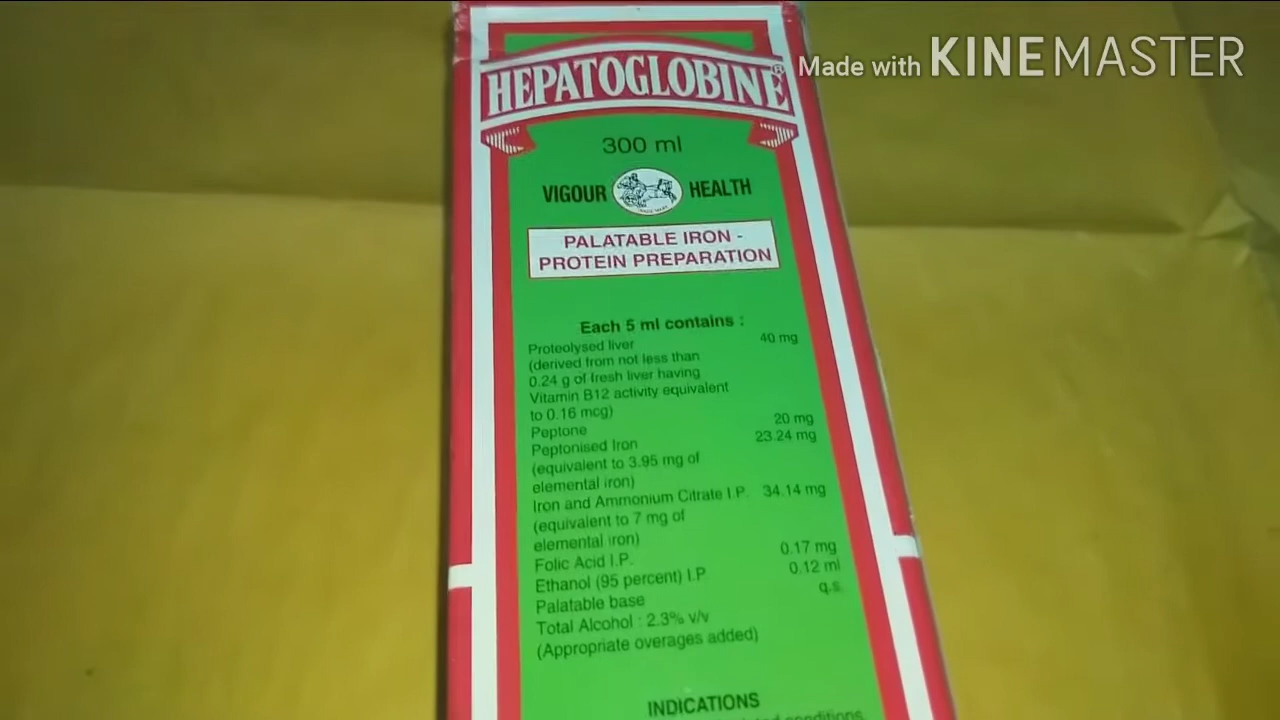 Made with KINEMASTER
HEPATOGLOBINE®
300 ml
VIGOUR HEALTH
PALATABLE IRON -
PROTEIN PREPARATION
Each 5 ml contains :
Proteolysed liver 40 mg
(derived from not less than
0.24 g of fresh liver having
Vitamin B12 activity equivalent
to 0.16 mcg)
Peptone 20 mg
Peptonised Iron 23.24 mg
(equivalent to 3.95 mg of
elemental iron)
Iron and Ammonium Citrate I.P. 34.14 mg
(equivalent to 7 mg of
elemental iron)
Folic Acid I.P. 0.17 mg
Ethanol (95 percent) I.P 0.12 ml
Palatable base q.s.
Total Alcohol : 2.3% v/v
(Appropriate overages added)
INDICATIONS
conditions